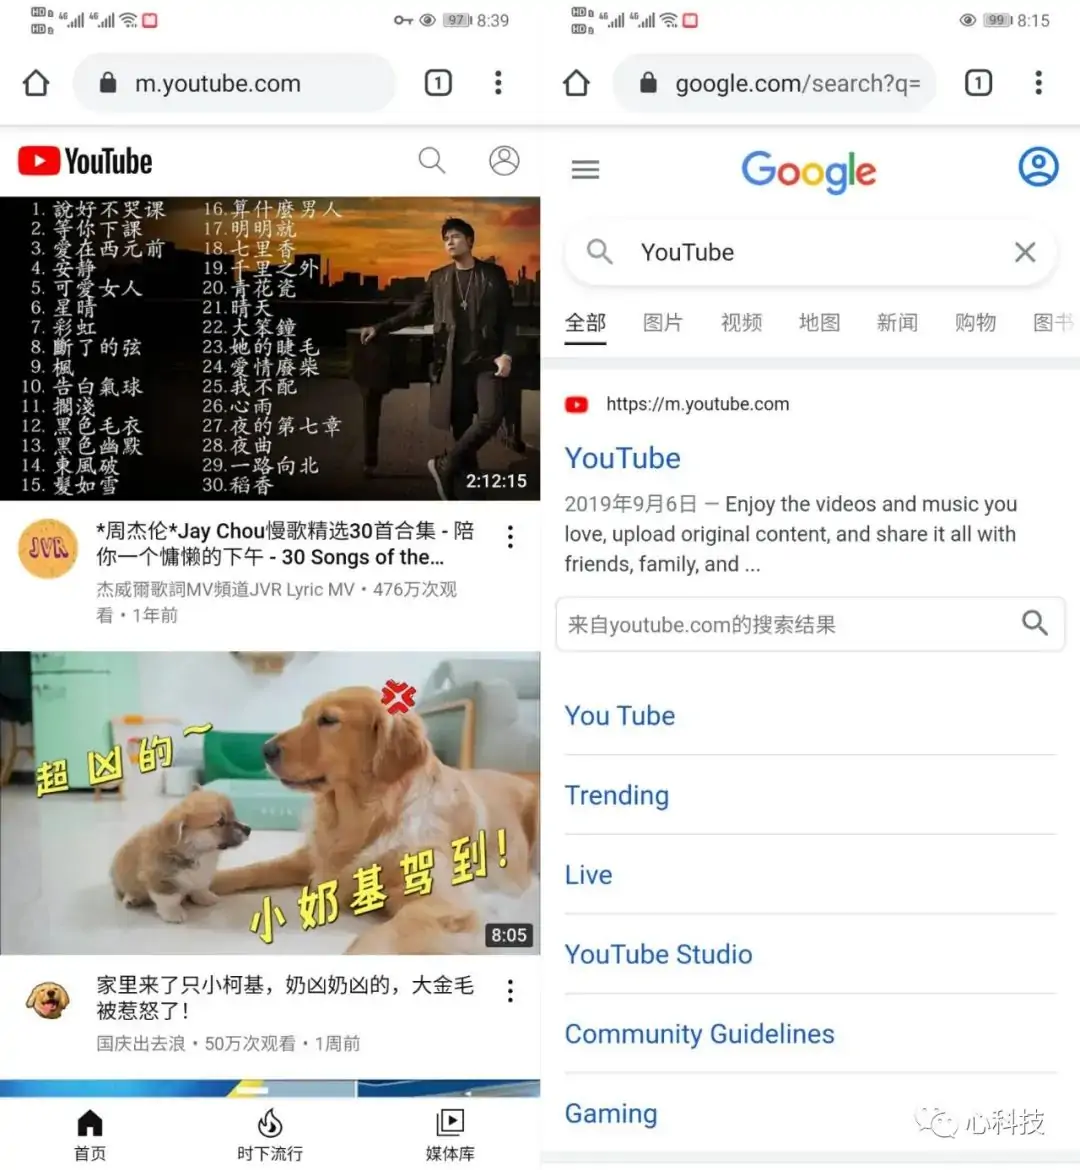 8:39
97
m.youtube.com
1
YouTube
1. 說好不哭课
2. 等你下課
3. 愛在西元前
4. 安静
5. 可愛女人
6. 星晴
7. 彩虹
8. 斷了的弦
9. 楓
10. 告白氣球
11. 擱淺
12. 黑色毛衣
13. 黑色幽默
14. 東風破
15. 髮如雪
16. 算什麼男人
17. 明明就
18. 七里香
19. 千里之外
20. 青花瓷
21. 晴天
22. 大笨鐘
23. 她的睫毛
24. 愛情廢柴
25. 我不配
26. 心雨
27. 夜的第七章
28. 夜曲
29. 一路向北
30. 稻香
2:12:15
JVR
*周杰伦*Jay Chou慢歌精选30首合集 - 陪
你一个慵懒的下午 - 30 Songs of the...
杰威爾歌詞MV頻道JVR Lyric MV • 476万次观
看 • 1年前
超凶的~
小奶基驾到!
8:05
家里来了只小柯基，奶凶奶凶的，大金毛
被惹怒了！
国庆出去浪 • 50万次观看 • 1周前
首页
时下流行
媒体库
99
8:15
google.com/search?q=
1
Google
YouTube
全部 图片 视频 地图 新闻 购物 图书
https://m.youtube.com
YouTube
2019年9月6日 — Enjoy the videos and music you
love, upload original content, and share it all with
friends, family, and ...
来自youtube.com的搜索结果
You Tube
Trending
Live
YouTube Studio
Community Guidelines
Gaming
心科技